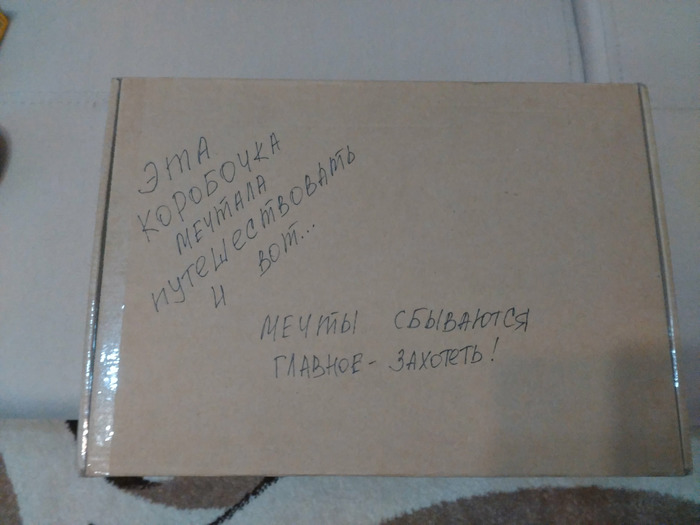 ЭТА
КОРОБОЧКА
МЕЧТАЛА
ПУТЕШЕСТВОВАТЬ
И ВОТ...
МЕЧТЫ СБЫВАЮТСЯ
ГЛАВНОЕ - ЗАХОТЕТЬ!